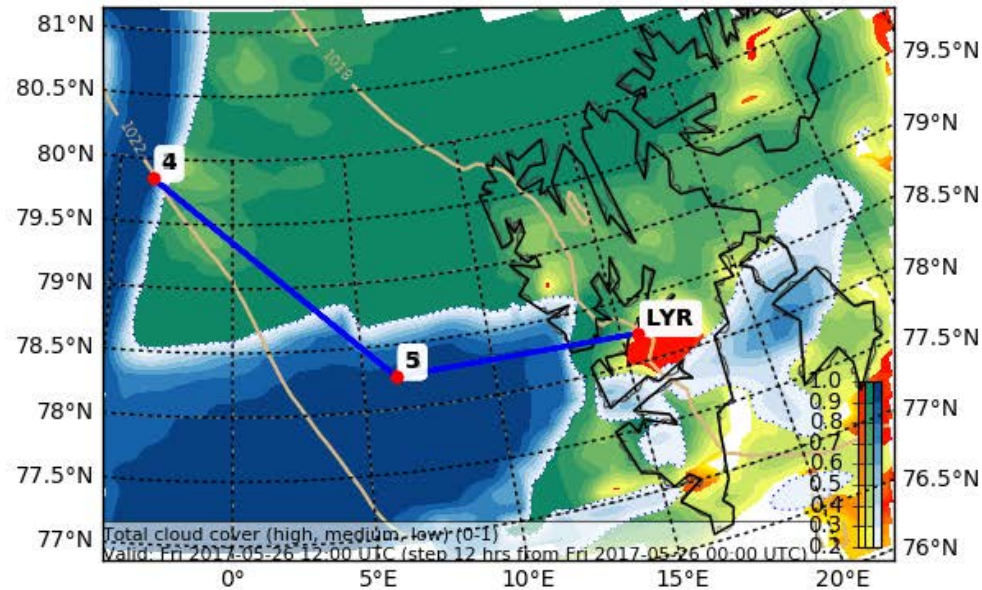 81°N
80.5°N
80°N
79.5°N
79°N
78.5°N
78°N
77.5°N
77°N
79.5°N
79°N
78.5°N
78°N
77.5°N
77°N
76.5°N
76°N
1018
1022
4
5
LYR
1.0
0.9
0.8
0.7
0.6
0.5
0.4
0.3
0.2
Total cloud cover (high, medium, low) (0-1)
Valid: Fri 2017-05-26 12:00 UTC (step 12 hrs from Fri 2017-05-26 00:00 UTC)
0°
5°E
10°E
15°E
20°E